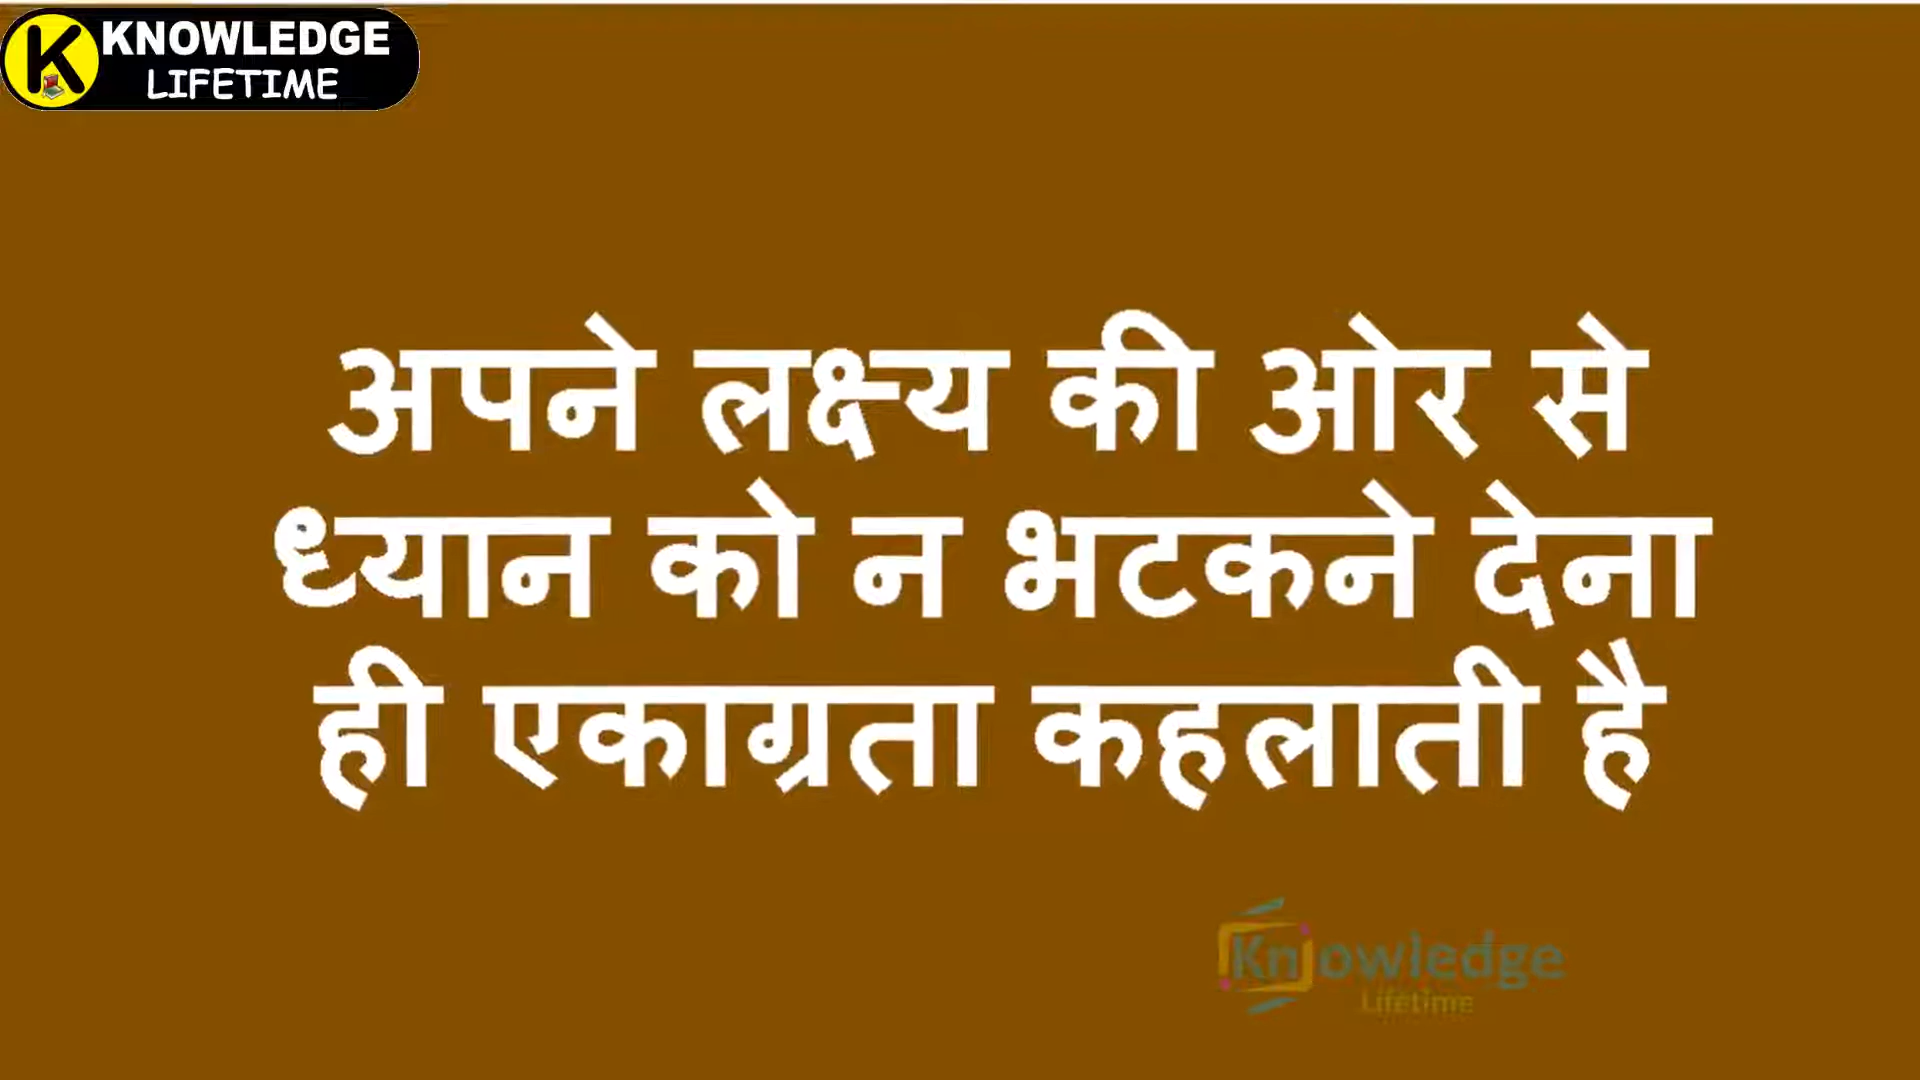 KNOWLEDGE
LIFETIME
अपने लक्ष्य की ओर से
ध्यान को न भटकने देना
ही एकाग्रता कहलाती है
Knowledge
Lifetime